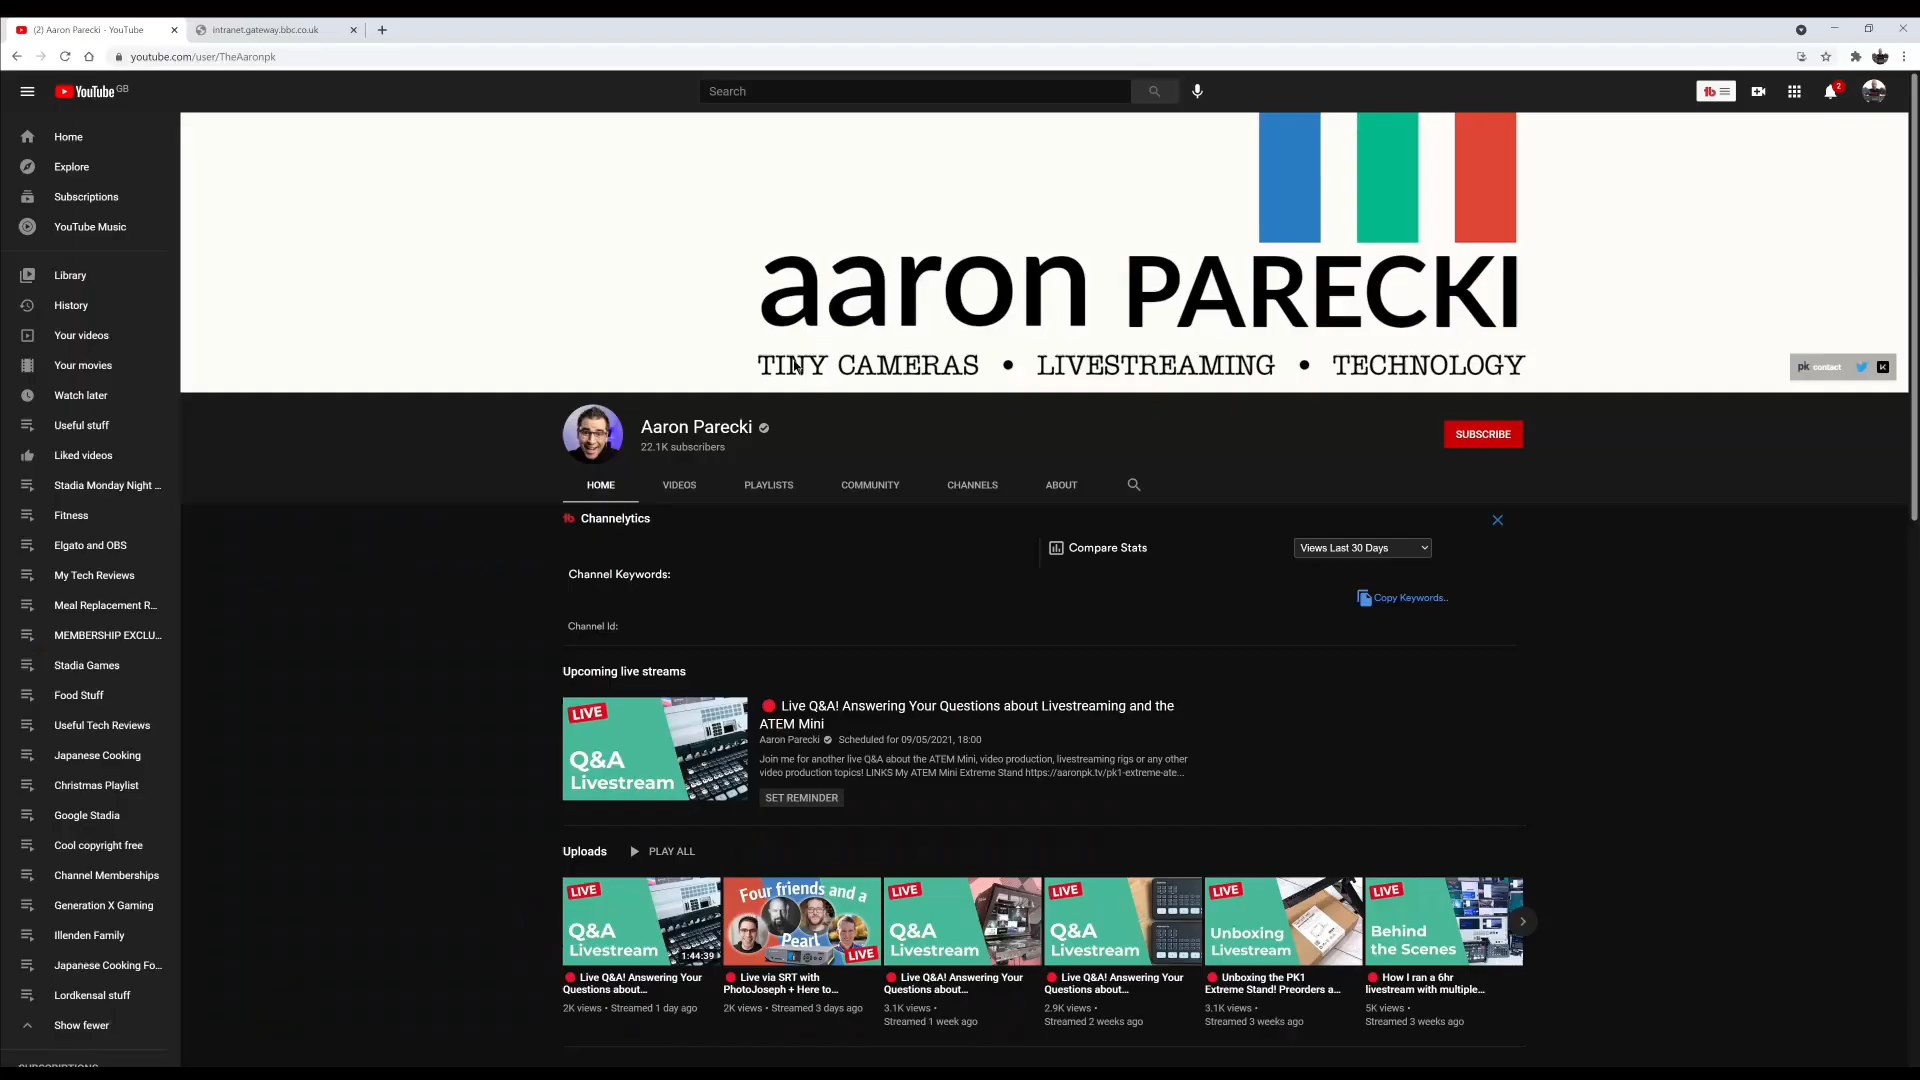 (2) Aaron Parecki - YouTube
intranet.gateway.bbc.co.uk
youtube.com/user/TheAaronpk
YouTube GB
Search
2
Home
Explore
Subscriptions
YouTube Music
Library
History
Your videos
Your movies
Watch later
Useful stuff
Liked videos
Stadia Monday Night ...
Fitness
Elgato and OBS
My Tech Reviews
Meal Replacement R...
MEMBERSHIP EXCLU...
Stadia Games
Food Stuff
Useful Tech Reviews
Japanese Cooking
Christmas Playlist
Google Stadia
Cool copyright free
Channel Memberships
Generation X Gaming
Illenden Family
Japanese Cooking Fo...
Lordkensal stuff
Show fewer
aaron PARECKI
TINY CAMERAS • LIVESTREAMING • TECHNOLOGY
pk contact
Aaron Parecki
22.1K subscribers
SUBSCRIBE
HOME VIDEOS PLAYLISTS COMMUNITY CHANNELS ABOUT
tb Channelytics
Compare Stats
Views Last 30 Days
Channel Keywords:
Copy Keywords..
Channel Id:
Upcoming live streams
LIVE
Q&A
Livestream
Live Q&A! Answering Your Questions about Livestreaming and the
ATEM Mini
Aaron Parecki Scheduled for 09/05/2021, 18:00
Join me for another live Q&A about the ATEM Mini, video production, livestreaming rigs or any other
video production topics! LINKS My ATEM Mini Extreme Stand https://aaronpk.tv/pk1-extreme-ate...
SET REMINDER
Uploads PLAY ALL
LIVE
Q&A
Livestream
1:44:39
Live Q&A! Answering Your
Questions about...
2K views • Streamed 1 day ago
Four friends and a
Pearl
LIVE
Live via SRT with
PhotoJoseph + Here to...
2K views • Streamed 3 days ago
LIVE
Q&A
Livestream
Live Q&A! Answering Your
Questions about...
3.1K views •
Streamed 1 week ago
LIVE
Q&A
Livestream
Live Q&A! Answering Your
Questions about...
2.9K views •
Streamed 2 weeks ago
LIVE
Unboxing
Livestream
Unboxing the PK1
Extreme Stand! Preorders a...
3.1K views •
Streamed 3 weeks ago
LIVE
Behind
the Scenes
How I ran a 6hr
livestream with multiple...
5K views •
Streamed 3 weeks ago